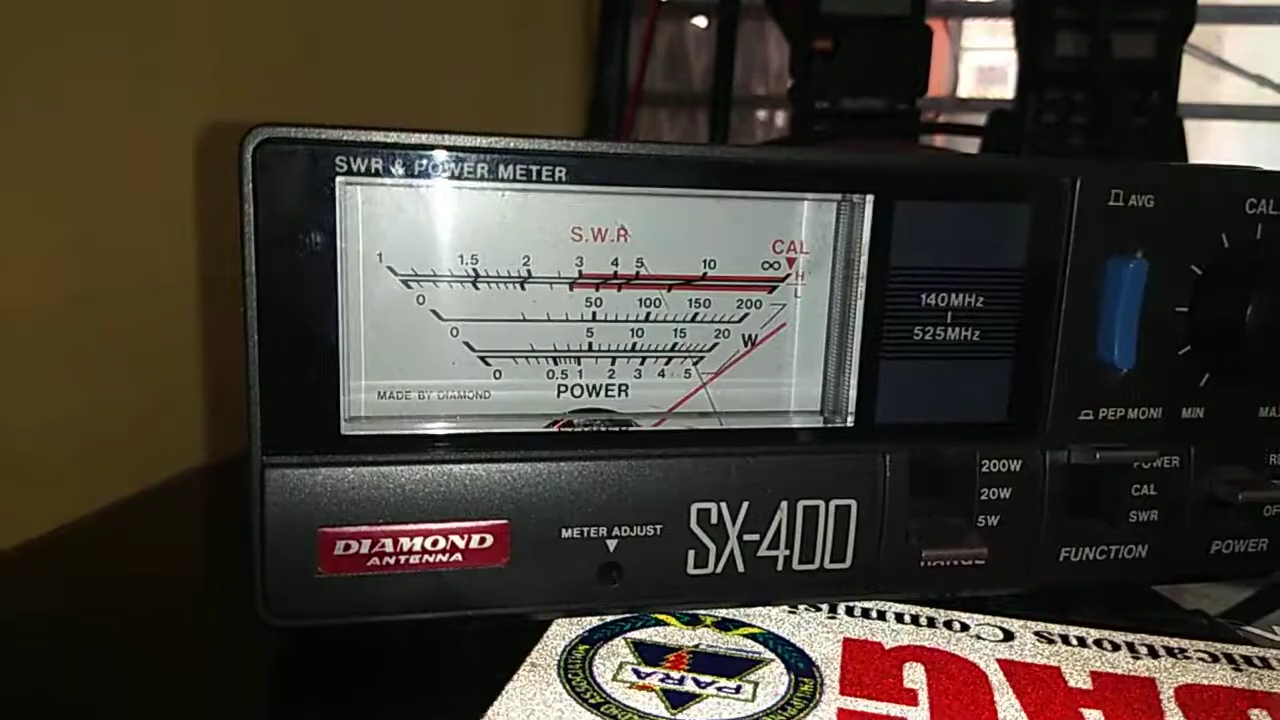 SWR & POWER METER
S.W.R
CAL
1 1.5 2 3 4 5 10 ∞ H
L
0 50 100 150 200
0 5 10 15 20 W
0 0.5 1 2 3 4 5
MADE BY DIAMOND
POWER
140MHz
525MHz
AVG
CAL
PEP MONI
MIN
200W
20W
5W
POWER
CAL
SWR
FUNCTION
POWER
DIAMOND
ANTENNA
METER ADJUST
SX-400
PARA